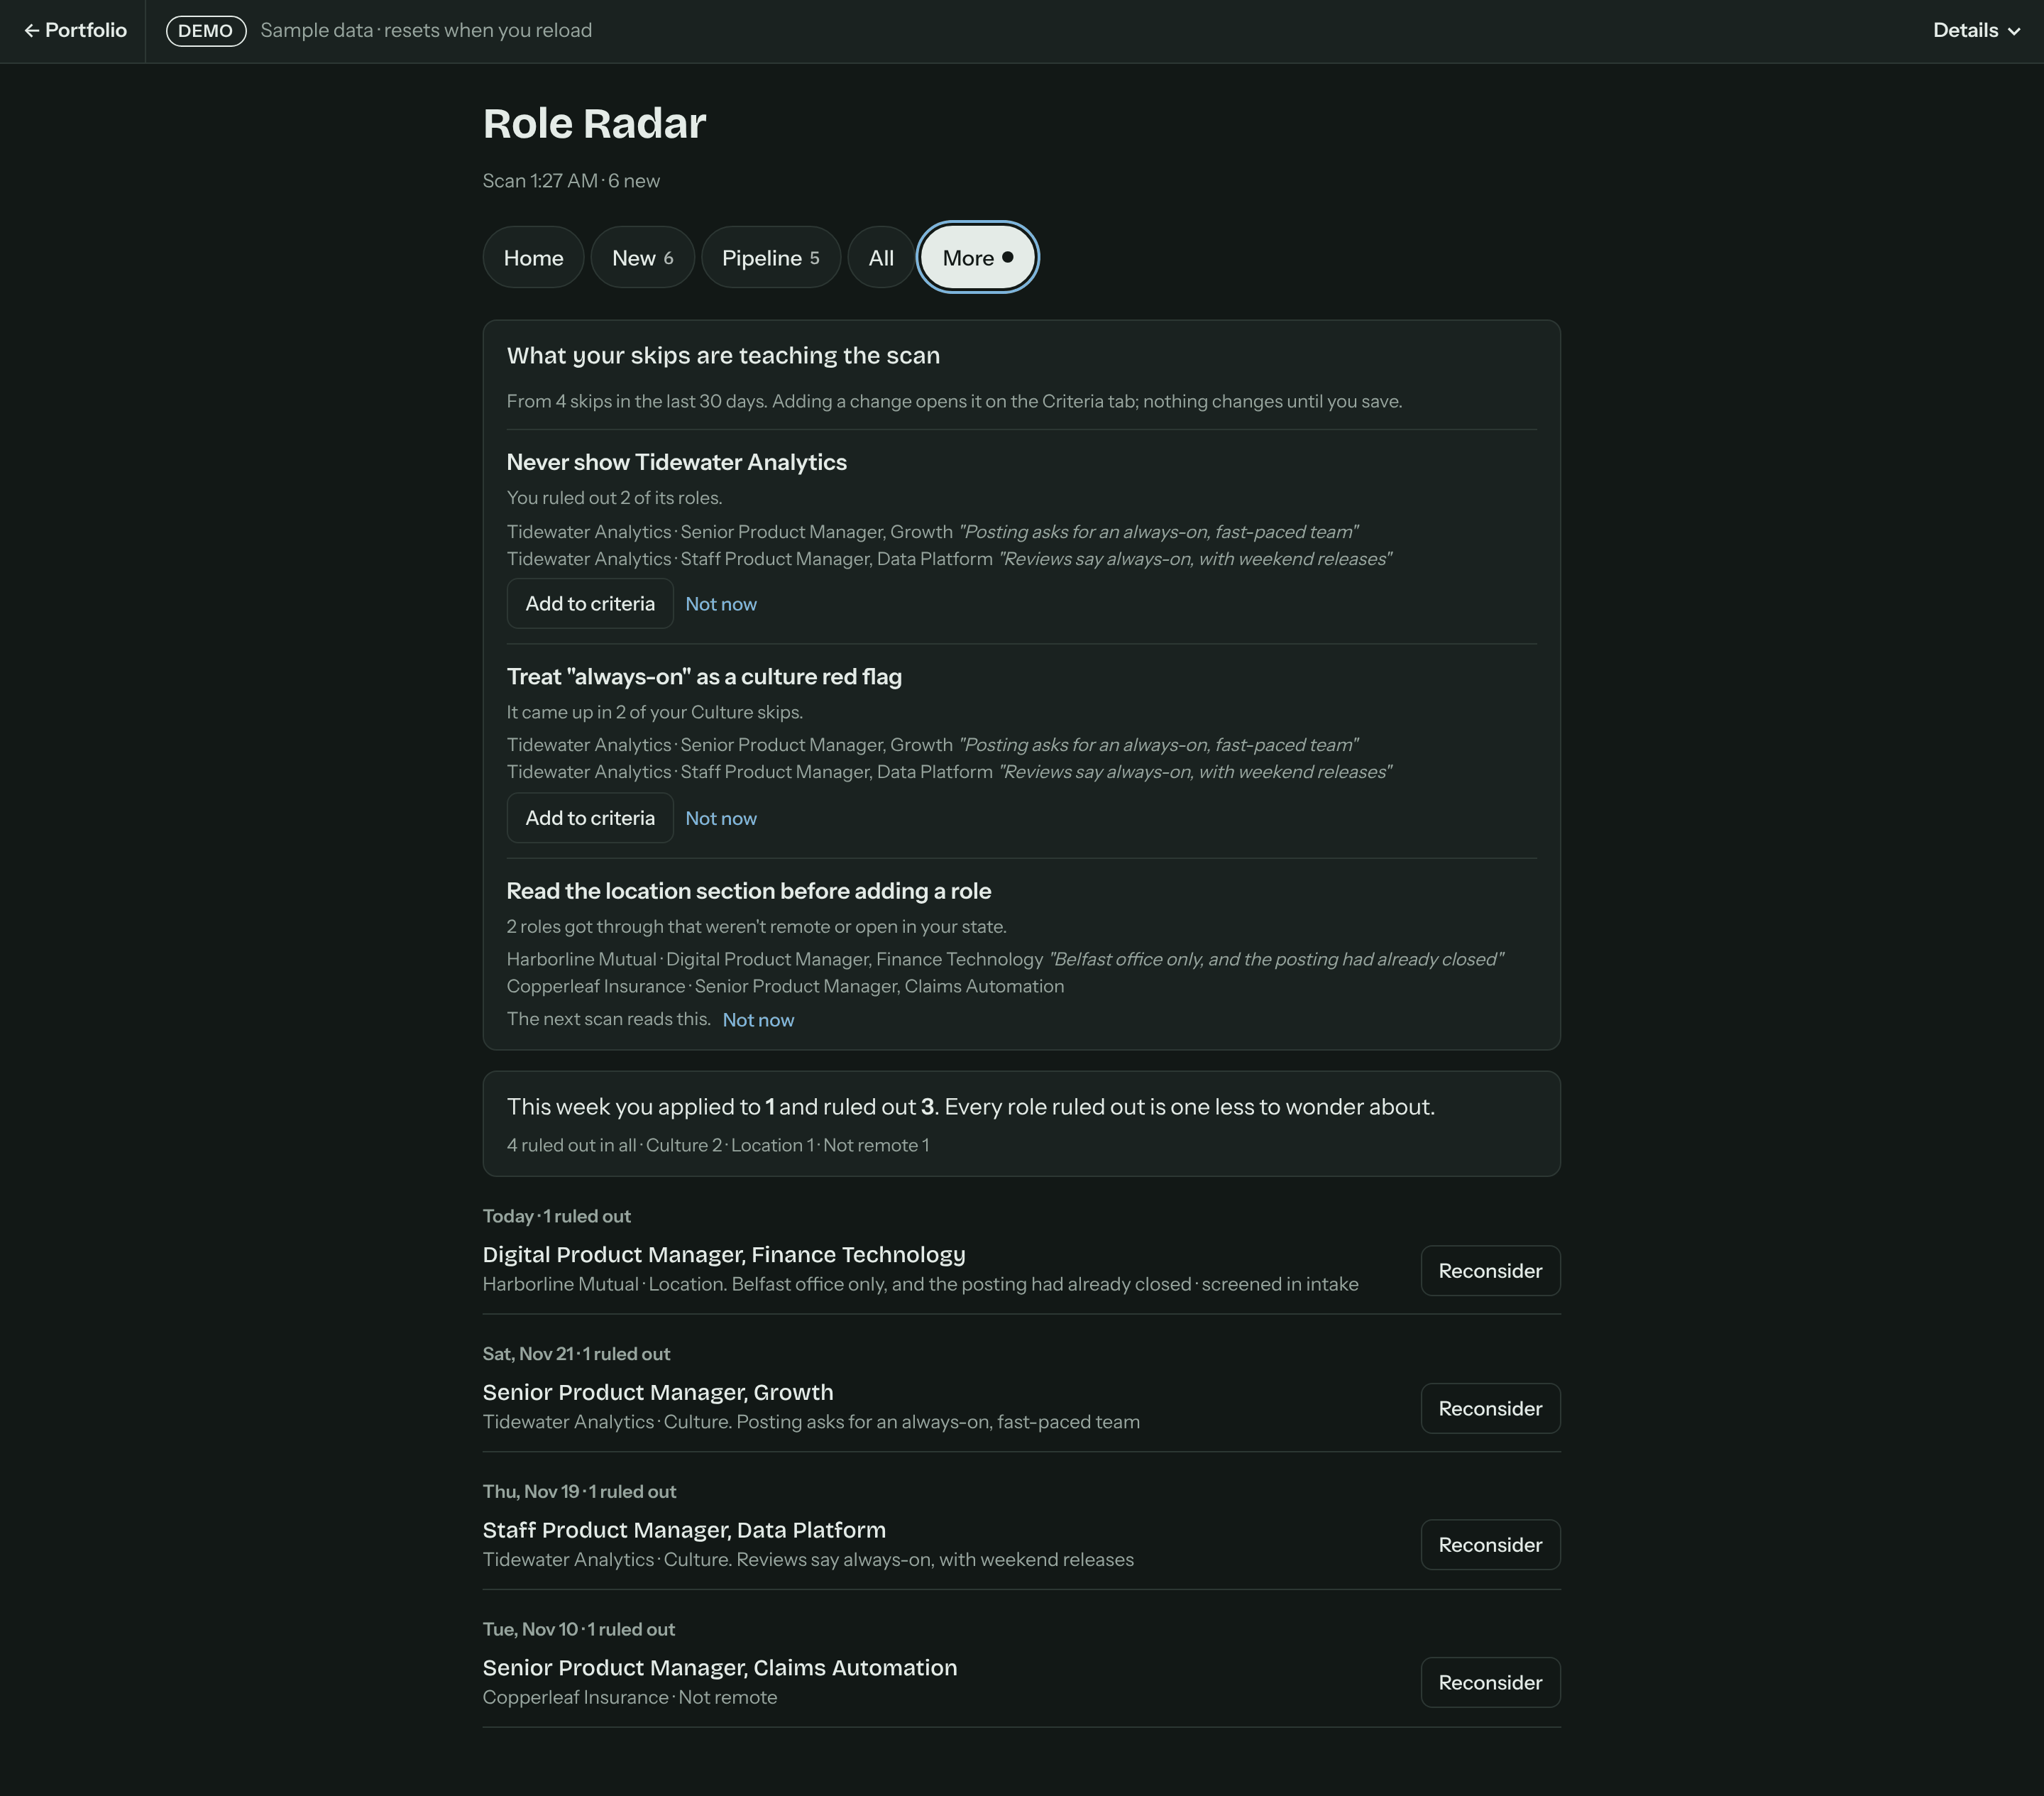 ← Portfolio
DEMO
Sample data · resets when you reload
Details
Role Radar
Scan 1:27 AM · 6 new
Home
New 6
Pipeline 5
All
More
What your skips are teaching the scan
From 4 skips in the last 30 days. Adding a change opens it on the Criteria tab; nothing changes until you save.
Never show Tidewater Analytics
You ruled out 2 of its roles.
Tidewater Analytics · Senior Product Manager, Growth "Posting asks for an always-on, fast-paced team"
Tidewater Analytics · Staff Product Manager, Data Platform "Reviews say always-on, with weekend releases"
Add to criteria
Not now
Treat "always-on" as a culture red flag
It came up in 2 of your Culture skips.
Tidewater Analytics · Senior Product Manager, Growth "Posting asks for an always-on, fast-paced team"
Tidewater Analytics · Staff Product Manager, Data Platform "Reviews say always-on, with weekend releases"
Add to criteria
Not now
Read the location section before adding a role
2 roles got through that weren't remote or open in your state.
Harborline Mutual · Digital Product Manager, Finance Technology "Belfast office only, and the posting had already closed"
Copperleaf Insurance · Senior Product Manager, Claims Automation
The next scan reads this.
Not now
This week you applied to 1 and ruled out 3. Every role ruled out is one less to wonder about.
4 ruled out in all · Culture 2 · Location 1 · Not remote 1
Today · 1 ruled out
Digital Product Manager, Finance Technology
Harborline Mutual · Location. Belfast office only, and the posting had already closed · screened in intake
Reconsider
Sat, Nov 21 · 1 ruled out
Senior Product Manager, Growth
Tidewater Analytics · Culture. Posting asks for an always-on, fast-paced team
Reconsider
Thu, Nov 19 · 1 ruled out
Staff Product Manager, Data Platform
Tidewater Analytics · Culture. Reviews say always-on, with weekend releases
Reconsider
Tue, Nov 10 · 1 ruled out
Senior Product Manager, Claims Automation
Copperleaf Insurance · Not remote
Reconsider